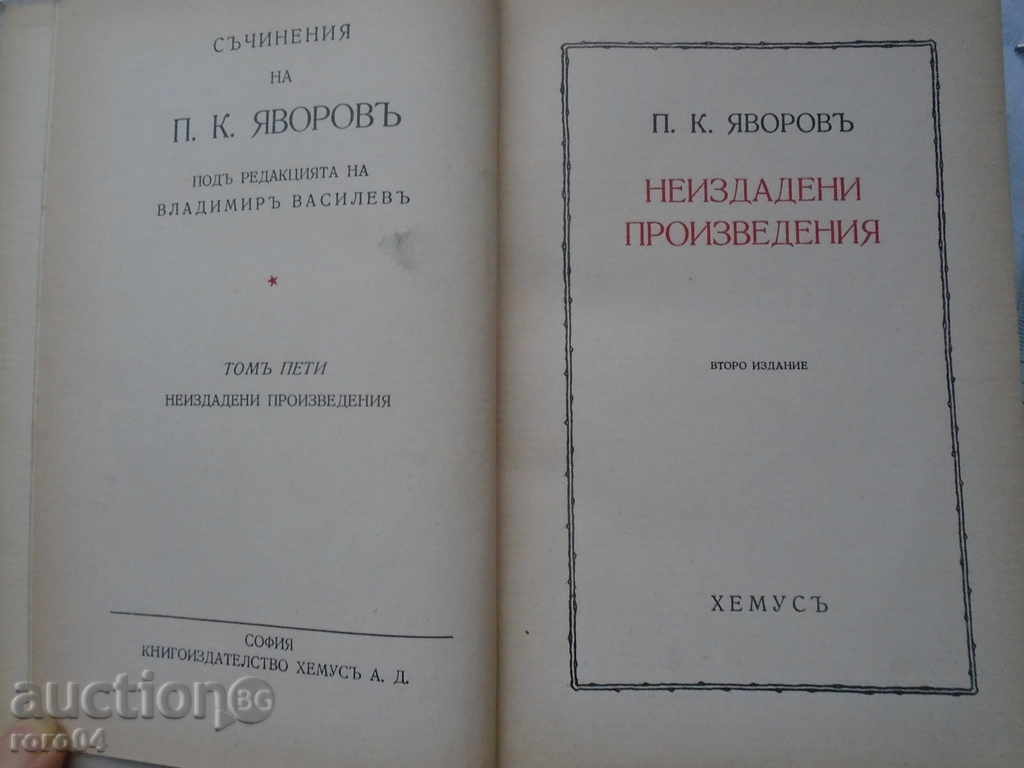 СЪЧИНЕНИЯ
НА
П. К. ЯВОРОВЪ
ПОДЪ РЕДАКЦИЯТА НА
ВЛАДИМИРЪ ВАСИЛЕВЪ
ТОМЪ ПЕТИ
НЕИЗДАДЕНИ ПРОИЗВЕДЕНИЯ
СОФИЯ
КНИГОИЗДАТЕЛСТВО ХЕМУСЪ А. Д.
П. К. ЯВОРОВЪ
НЕИЗДАДЕНИ
ПРОИЗВЕДЕНИЯ
ВТОРО ИЗДАНИЕ
ХЕМУСЪ
auction BG
roro04